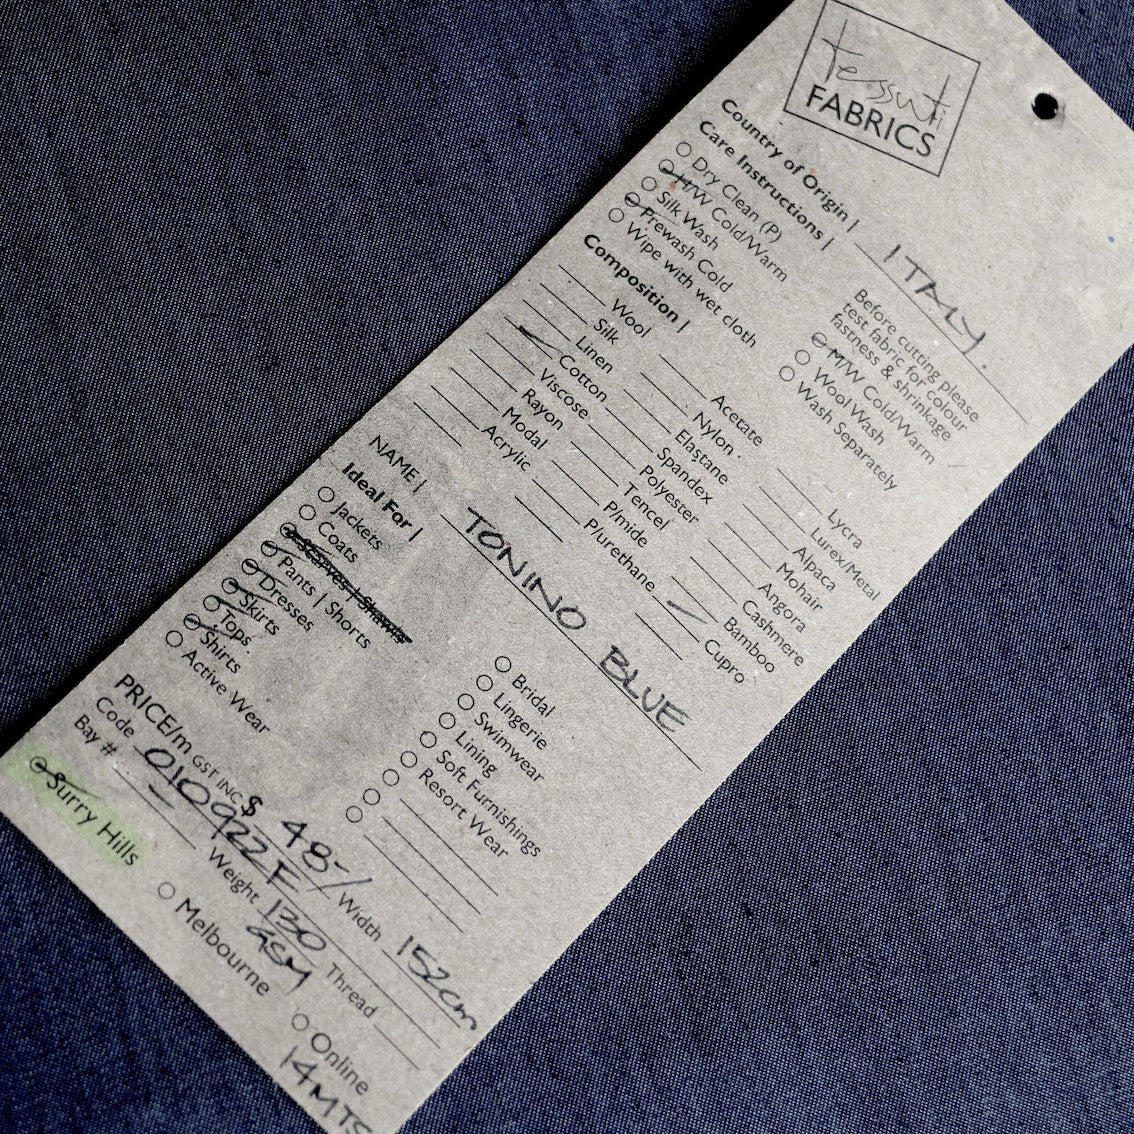 tessuti
FABRICS
Country of Origin | ITALY.
Care Instructions |
Dry Clean (P)
H/W Cold/Warm
Silk Wash
Prewash Cold
Wipe with wet cloth
Before cutting please
test fabric for colour
fastness & shrinkage
M/W Cold/Warm
Wool Wash
Wash Separately
Composition |
Wool
Silk
Linen
Cotton
Viscose
Rayon
Modal
Acrylic
Acetate
Nylon
Elastane
Spandex
Polyester
Tencel
P/mide
P/urethane
Lycra
Lurex/Metal
Alpaca
Mohair
Angora
Cashmere
Bamboo
Cupro
NAME | TONINO BLUE
Ideal For |
Jackets
Coats
Scarves | Shawls
Pants | Shorts
Dresses
Skirts
Tops
Shirts
Active Wear
Bridal
Lingerie
Swimwear
Lining
Soft Furnishings
Resort Wear
PRICE/m GST INC $ 48-/ Width 152cm
Code 010922F Weight 130 GSM Thread
Bay #
Surry Hills Melbourne Online
14MTS